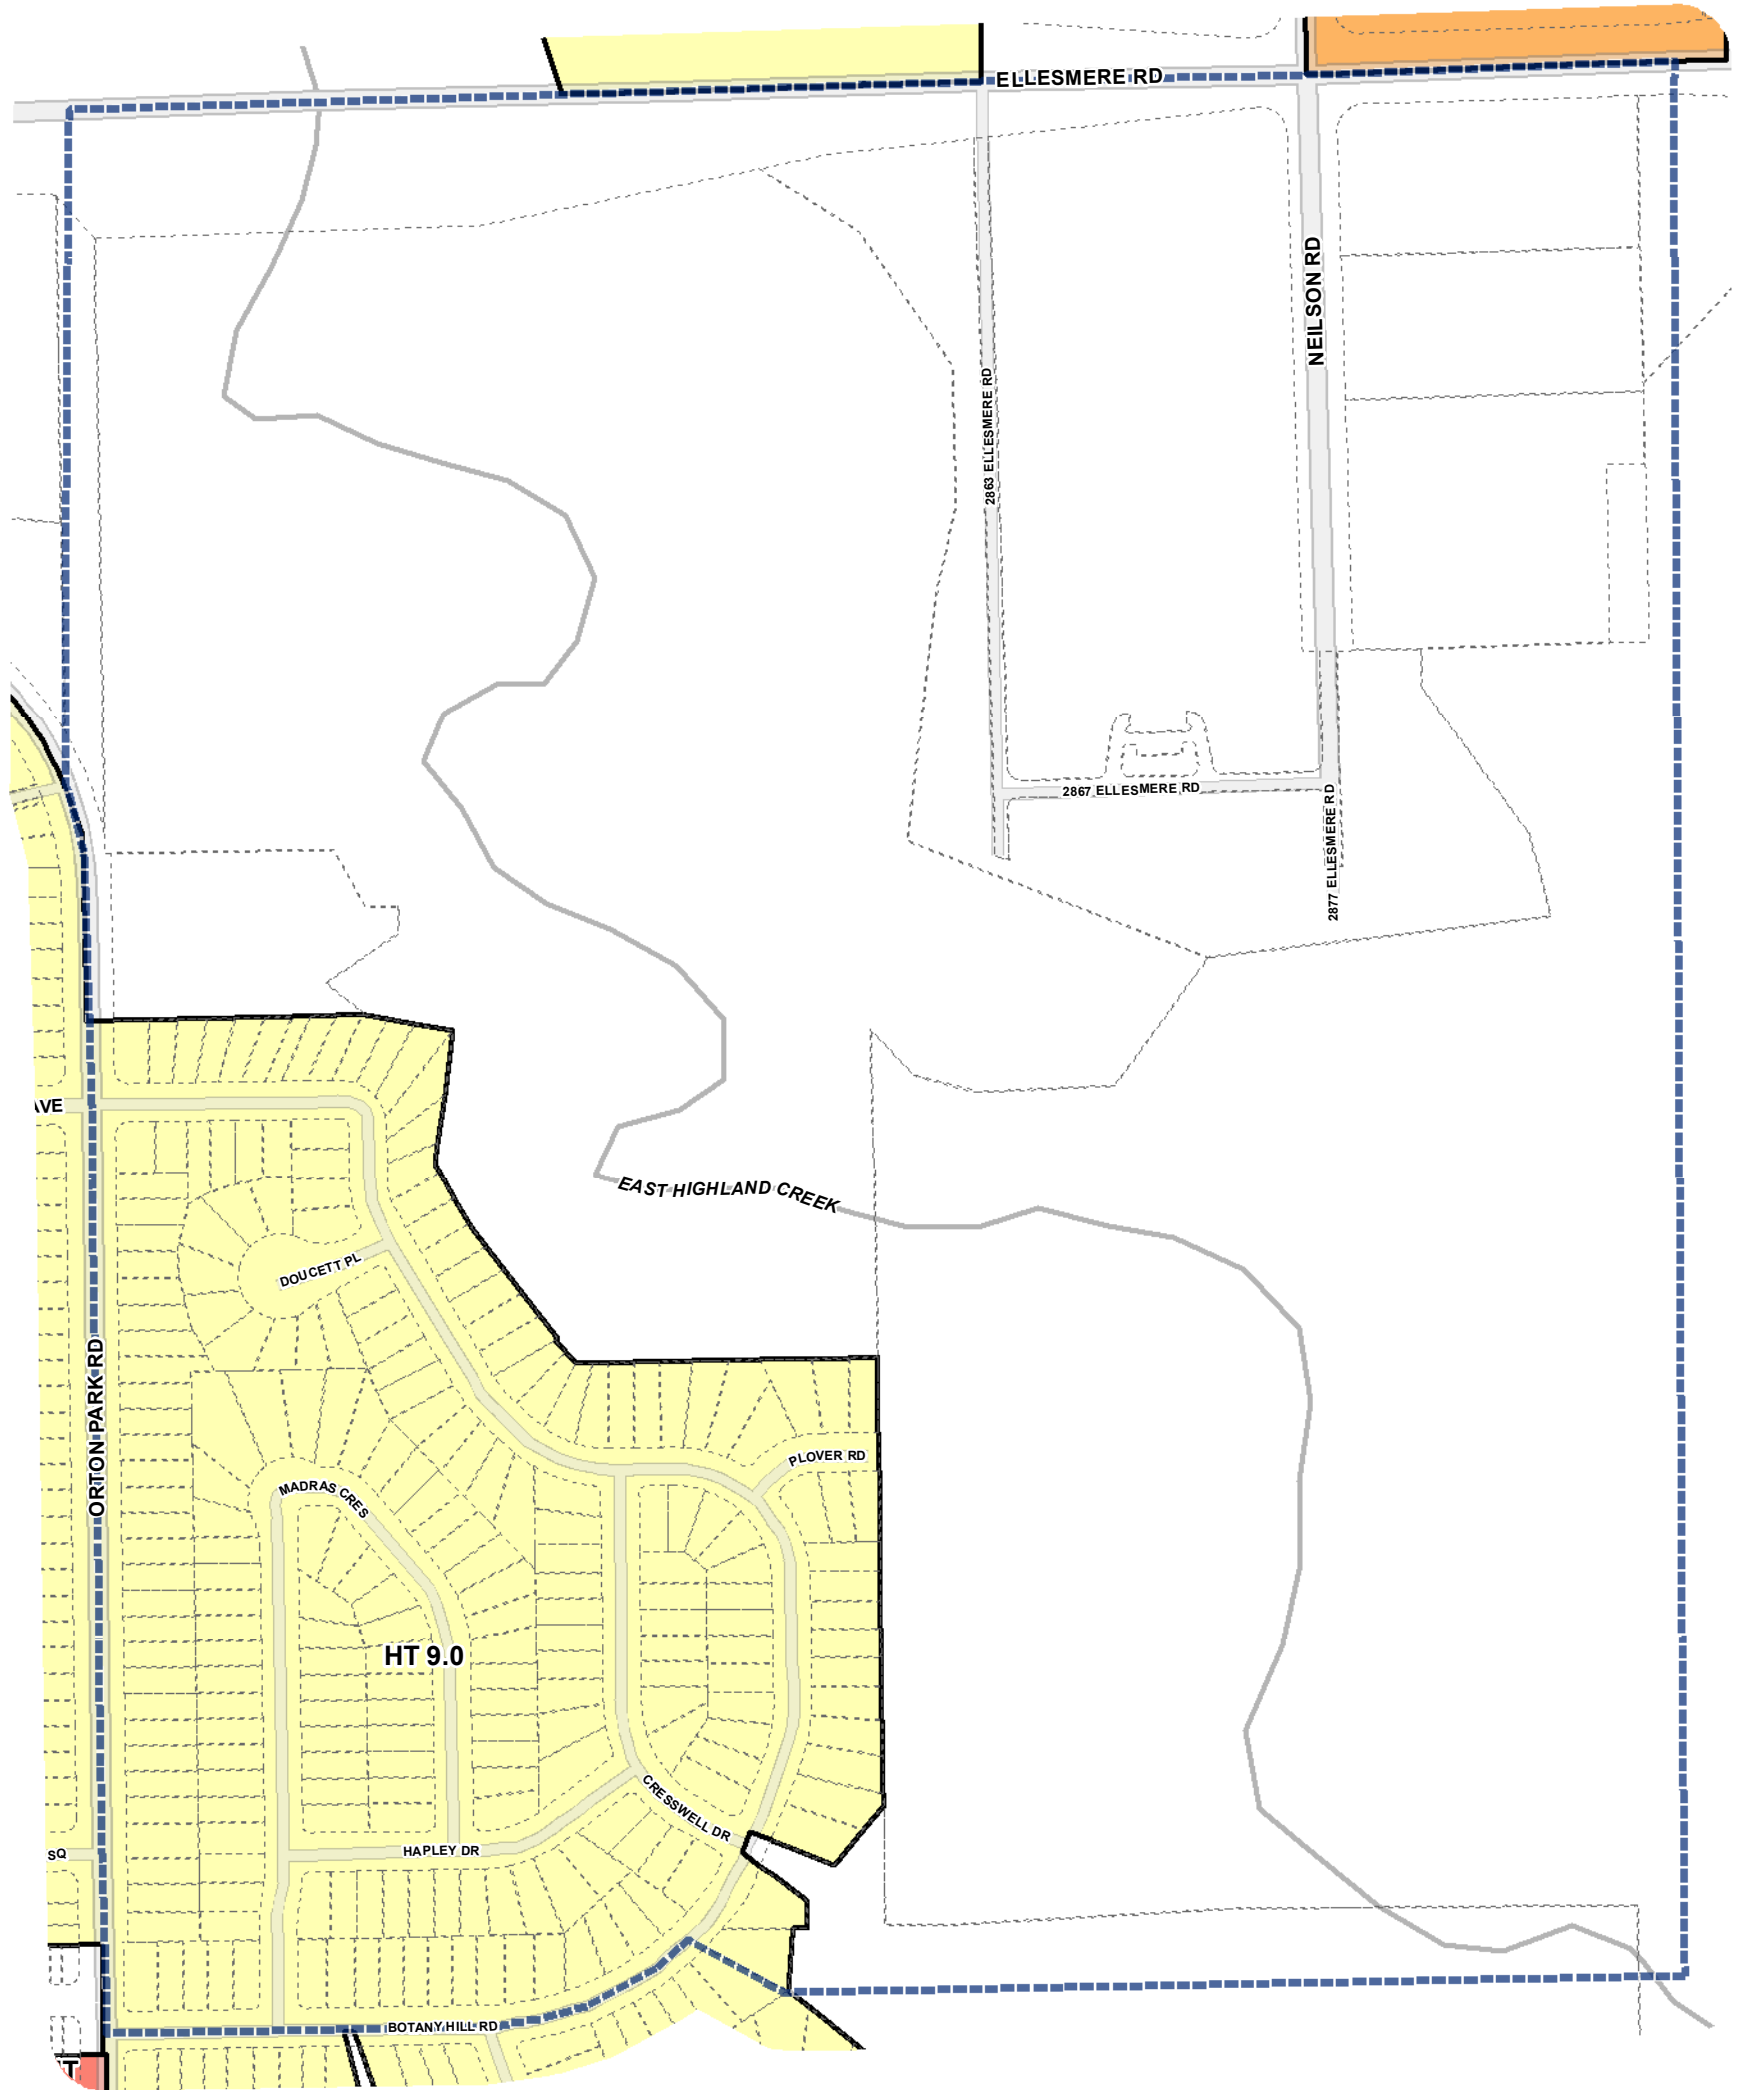 ELLESMERE RD
NEILSON RD
2863 ELLESMERE RD
2867 ELLESMERE RD
2877 ELLESMERE RD
AVE
EAST HIGHLAND CREEK
DOUCETT PL
ORTON PARK RD
PLOVER RD
MADRAS CRES
HT 9.0
CRESSWELL DR
HAPLEY DR
SQ
BOTANY HILL RD
T